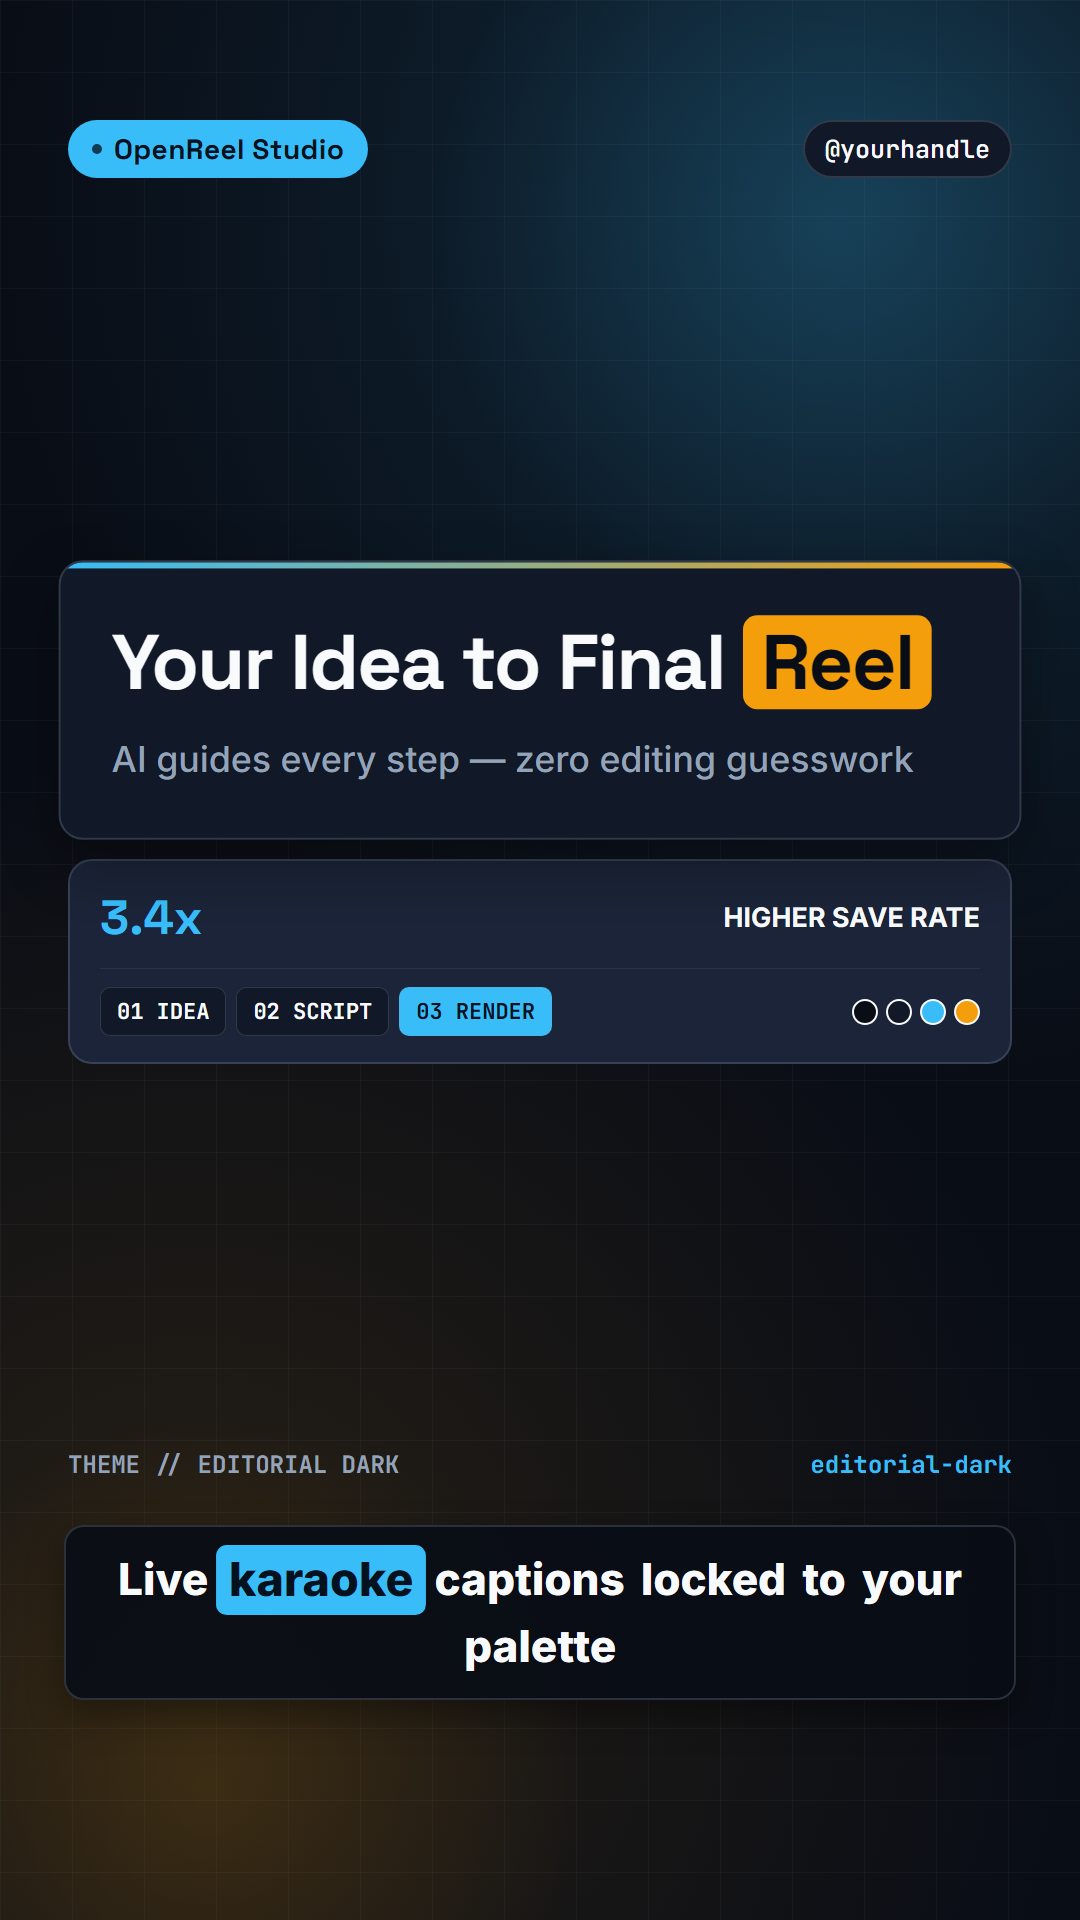 OpenReel Studio
@yourhandle
Your Idea to Final Reel
AI guides every step — zero editing guesswork
3.4x
HIGHER SAVE RATE
01 IDEA
02 SCRIPT
03 RENDER
THEME // EDITORIAL DARK
editorial-dark
Live karaoke captions locked to your
palette